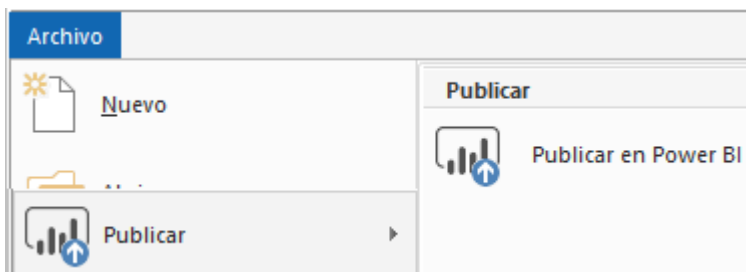 Archivo
Nuevo
Publicar
Publicar
Publicar en Power BI